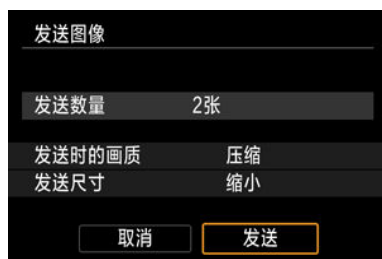 发送图像
发送数量 2张
发送时的画质 压缩
发送尺寸 缩小
取消 发送